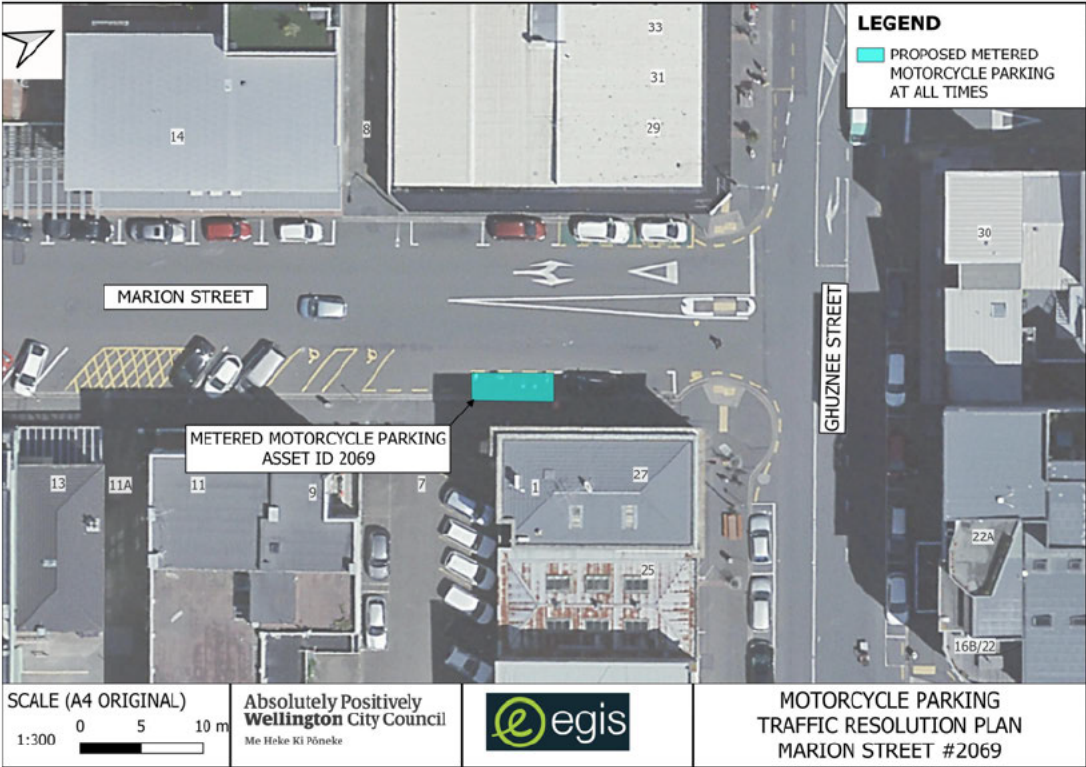 LEGEND
PROPOSED METERED
MOTORCYCLE PARKING
AT ALL TIMES
33
31
29
14
8
30
MARION STREET
GHUZNEE STREET
METERED MOTORCYCLE PARKING
ASSET ID 2069
13
11A
11
9
7
1
27
25
22A
16B/22
SCALE (A4 ORIGINAL)
1:300
0 5 10 m
Absolutely Positively
Wellington City Council
Me Heke Ki Pōneke
egis
MOTORCYCLE PARKING
TRAFFIC RESOLUTION PLAN
MARION STREET #2069